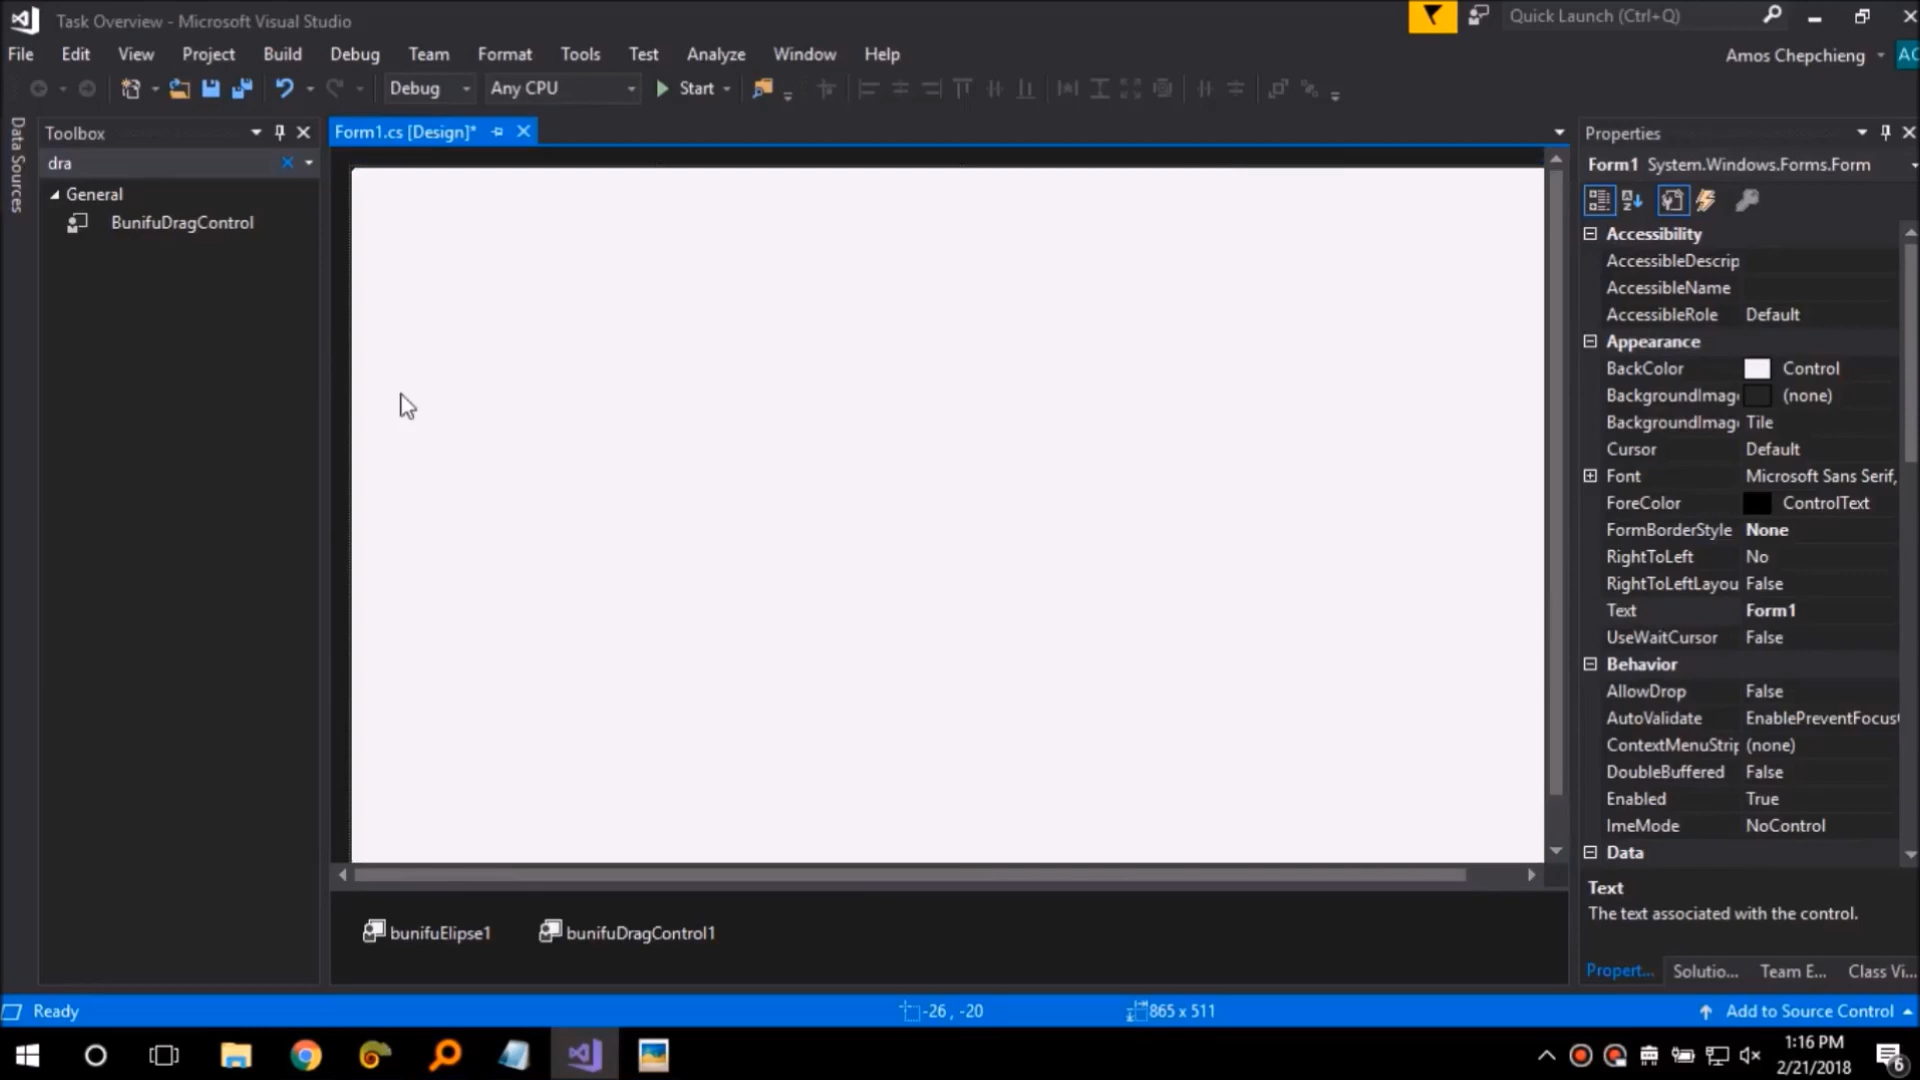 Task Overview - Microsoft Visual Studio
Quick Launch (Ctrl+Q)
File Edit View Project Build Debug Team Format Tools Test Analyze Window Help
Amos Chepchieng
AC
Debug Any CPU Start
Data Sources
Toolbox
dra
General
BunifuDragControl
Form1.cs [Design]*
bunifuElipse1 bunifuDragControl1
Properties
Form1 System.Windows.Forms.Form
Accessibility
AccessibleDescrip
AccessibleName
AccessibleRole Default
Appearance
BackColor Control
BackgroundImag (none)
BackgroundImag Tile
Cursor Default
Font Microsoft Sans Serif,
ForeColor ControlText
FormBorderStyle None
RightToLeft No
RightToLeftLayou False
Text Form1
UseWaitCursor False
Behavior
AllowDrop False
AutoValidate EnablePreventFocus
ContextMenuStrip (none)
DoubleBuffered False
Enabled True
ImeMode NoControl
Data
Text
The text associated with the control.
Propert... Solutio... Team E... Class Vi...
Ready
-26 , -20
865 x 511
Add to Source Control
1:16 PM
2/21/2018
6